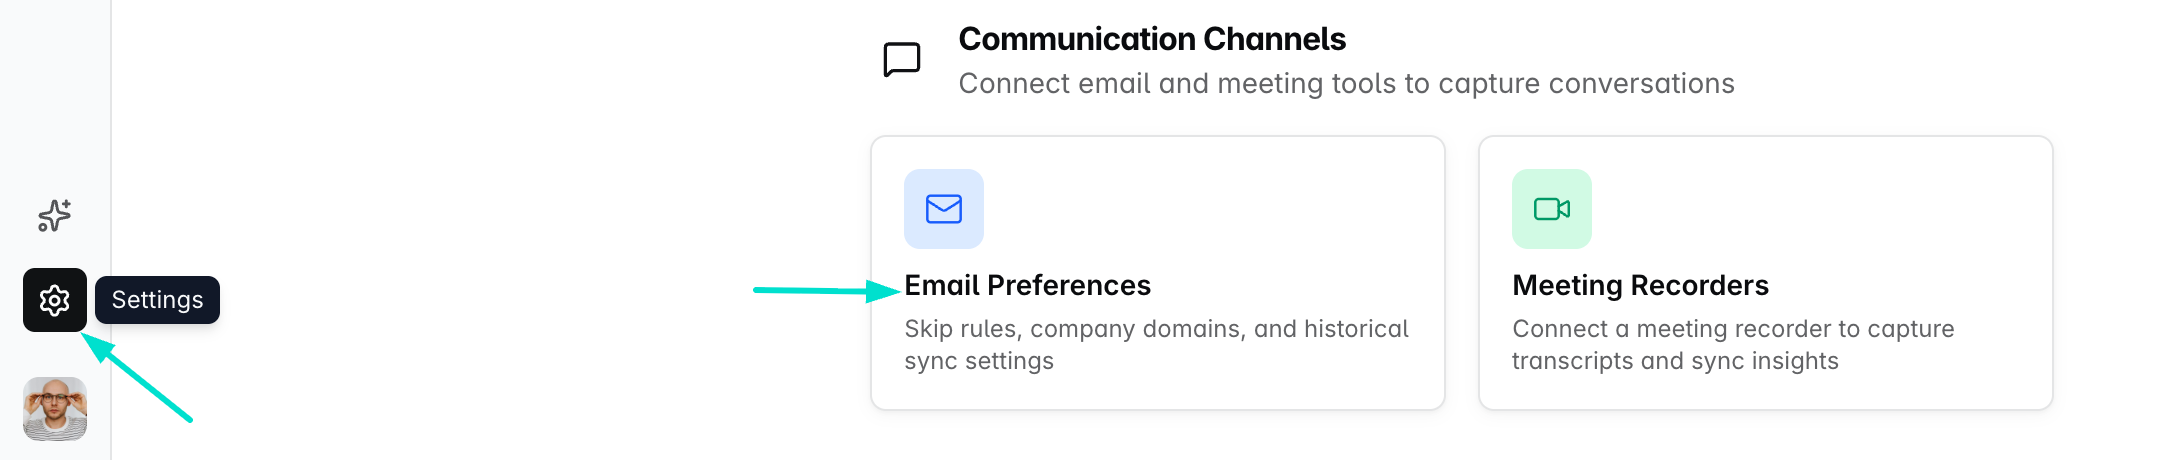 Communication Channels
Connect email and meeting tools to capture conversations
Settings
Email Preferences
Skip rules, company domains, and historical
sync settings
Meeting Recorders
Connect a meeting recorder to capture
transcripts and sync insights